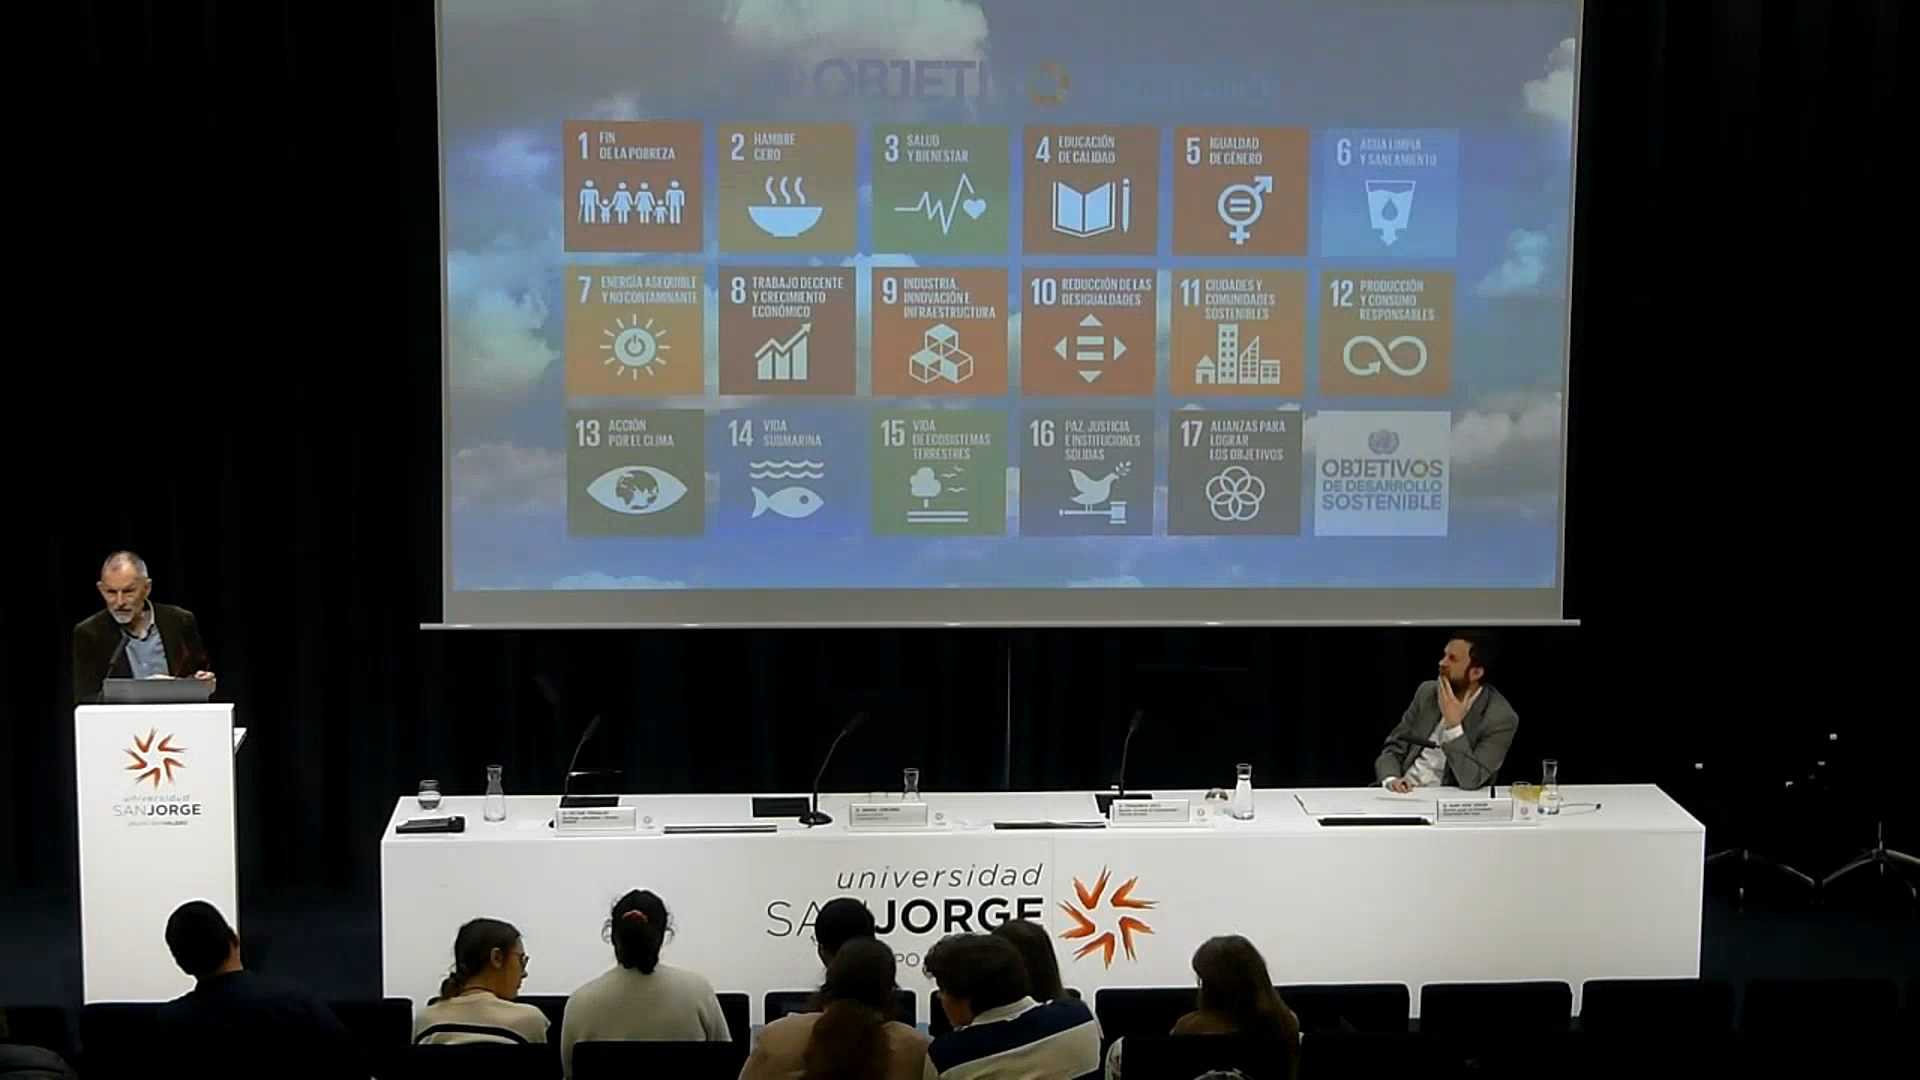 OBJETI
1 FIN
DE LA POBREZA
2 HAMBRE
CERO
3 SALUD
Y BIENESTAR
4 EDUCACIÓN
DE CALIDAD
5 IGUALDAD
DE GÉNERO
6 AGUA LIMPIA
Y SANEAMIENTO
7 ENERGÍA ASEQUIBLE
Y NO CONTAMINANTE
8 TRABAJO DECENTE
Y CRECIMIENTO
ECONÓMICO
9 INDUSTRIA,
INNOVACIÓN E
INFRAESTRUCTURA
10 REDUCCIÓN DE LAS
DESIGUALDADES
11 CIUDADES Y
COMUNIDADES
SOSTENIBLES
12 PRODUCCIÓN
Y CONSUMO
RESPONSABLES
13 ACCIÓN
POR EL CLIMA
14 VIDA
SUBMARINA
15 VIDA
DE ECOSISTEMAS
TERRESTRES
16 PAZ, JUSTICIA
E INSTITUCIONES
SÓLIDAS
17 ALIANZAS PARA
LOGRAR
LOS OBJETIVOS
OBJETIVOS
DE DESARROLLO
SOSTENIBLE
universidad
SANJORGE
universidad
SANJORGE